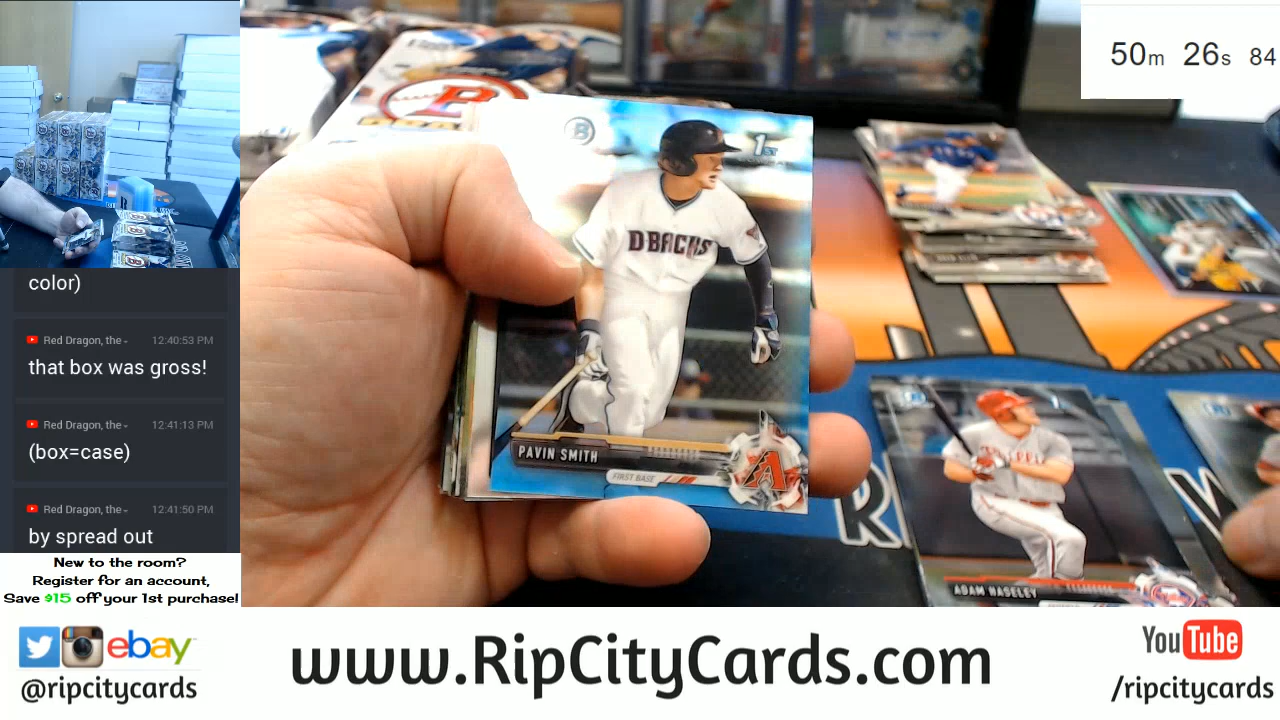 50m 26s 84
color)
Red Dragon, the 12:40:53 PM
that box was gross!
Red Dragon, the 12:41:13 PM
(box=case)
Red Dragon, the 12:41:50 PM
by spread out
New to the room?
Register for an account,
Save $15 off your 1st purchase!
B
1ST
D-BACKS
PAVIN SMITH
FIRST BASE
A
ADAM HASELEY
R
W
ebay
@ripcitycards
www.RipCityCards.com
YouTube
/ripcitycards